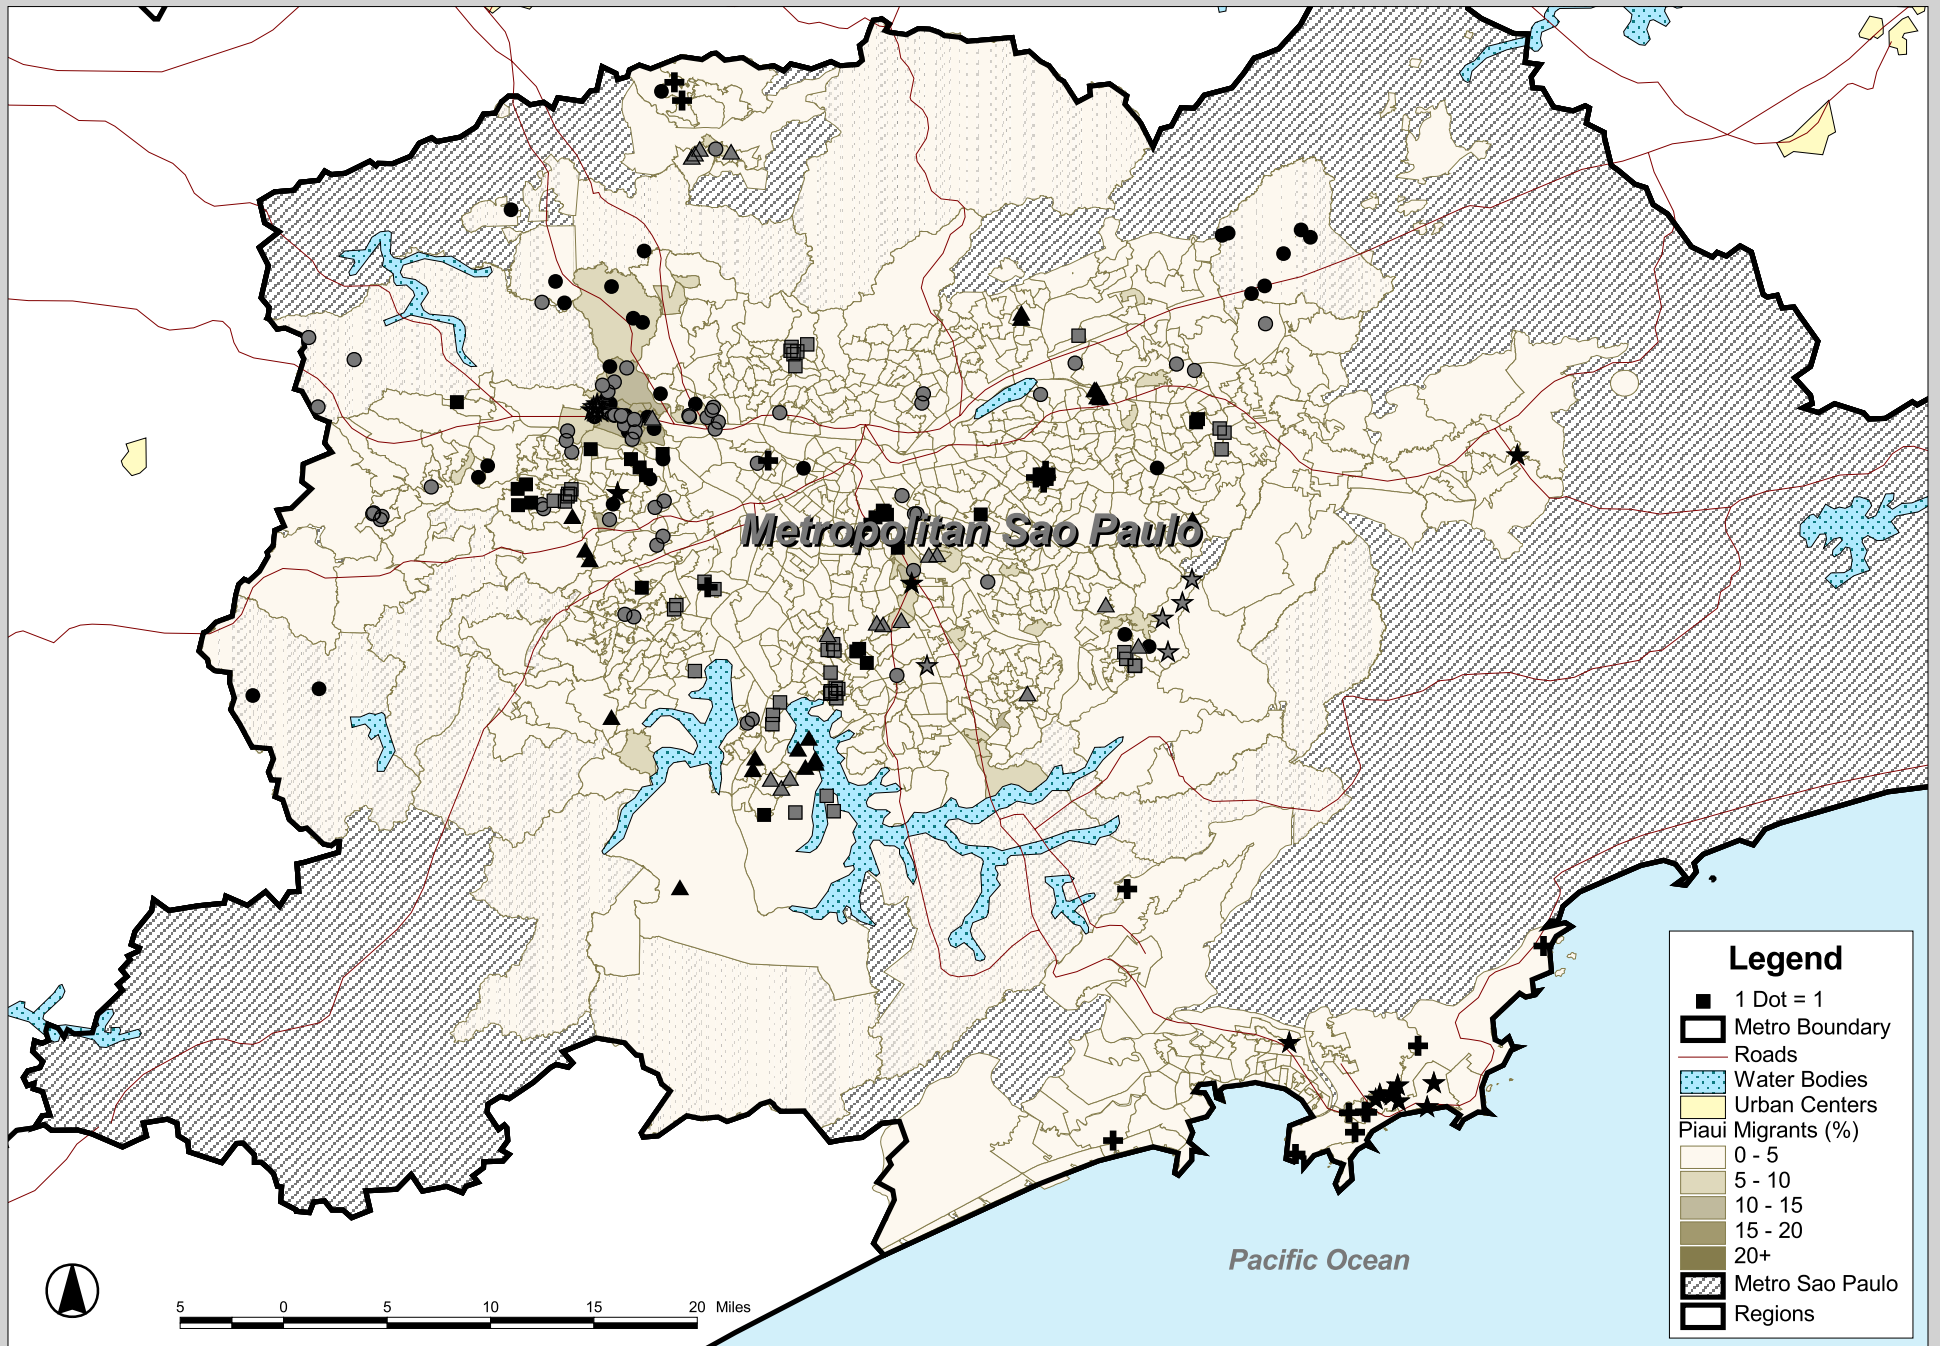 Metropolitan Sao Paulo
Legend
1 Dot = 1
Metro Boundary
Roads
Water Bodies
Urban Centers
Piaui Migrants (%)
0 - 5
5 - 10
10 - 15
15 - 20
20+
Metro Sao Paulo
Regions
Pacific Ocean
5 0 5 10 15 20 Miles